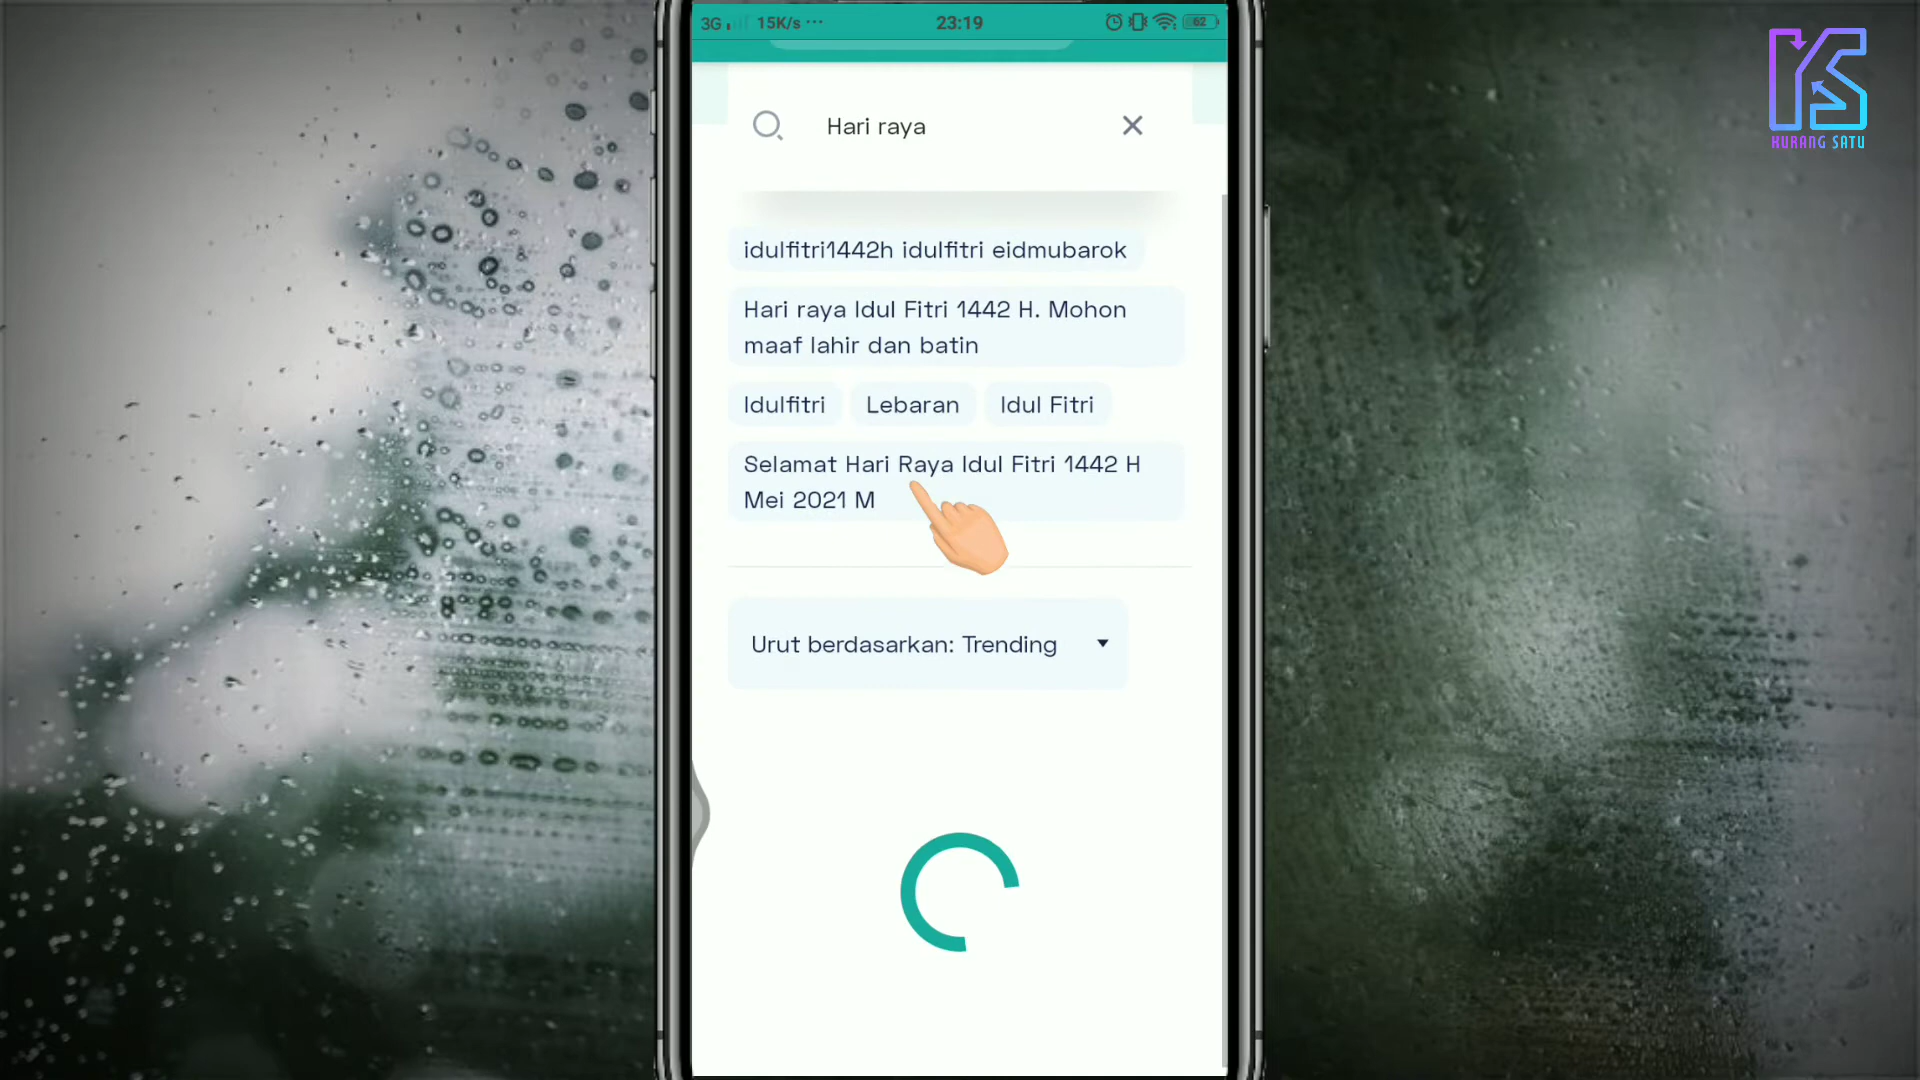 3G 15K/s ··· 23:19 62
Hari raya
idulfitri1442h idulfitri eidmubarok
Hari raya Idul Fitri 1442 H. Mohon
maaf lahir dan batin
Idulfitri Lebaran Idul Fitri
Selamat Hari Raya Idul Fitri 1442 H
Mei 2021 M
Urut berdasarkan: Trending
KURANG SATU